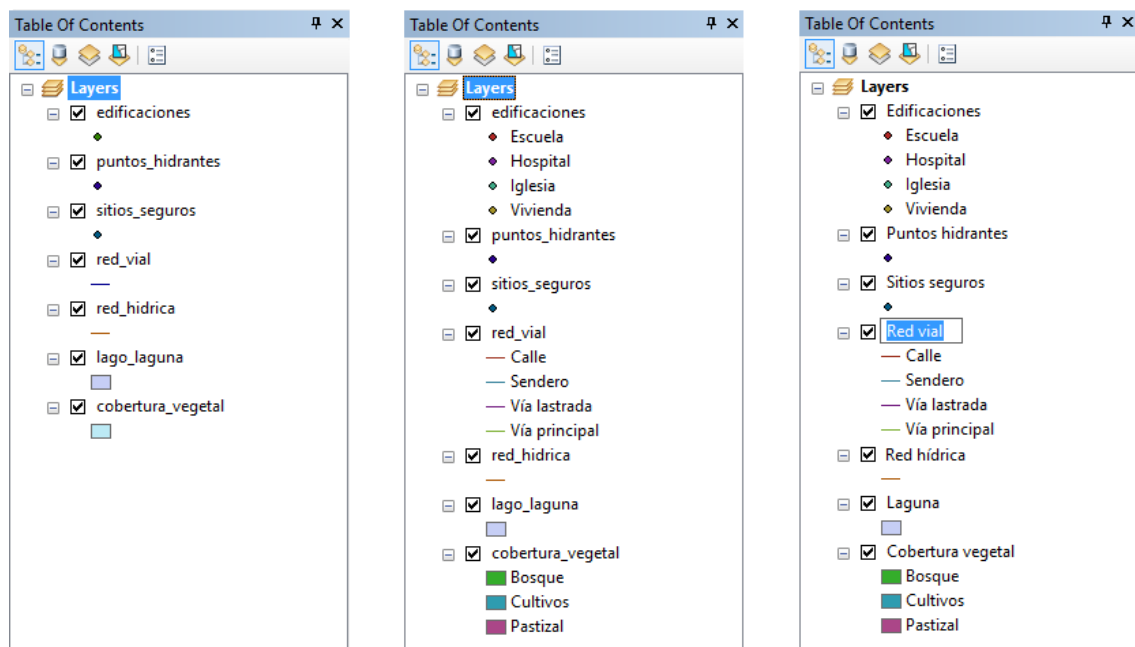 Table Of Contents
Layers
edificaciones
puntos_hidrantes
sitios_seguros
red_vial
red_hidrica
lago_laguna
cobertura_vegetal
Table Of Contents
Layers
edificaciones
Escuela
Hospital
Iglesia
Vivienda
puntos_hidrantes
sitios_seguros
red_vial
Calle
Sendero
Vía lastrada
Vía principal
red_hidrica
lago_laguna
cobertura_vegetal
Bosque
Cultivos
Pastizal
Table Of Contents
Layers
Edificaciones
Escuela
Hospital
Iglesia
Vivienda
Puntos hidrantes
Sitios seguros
Red vial
Calle
Sendero
Vía lastrada
Vía principal
Red hídrica
Laguna
Cobertura vegetal
Bosque
Cultivos
Pastizal